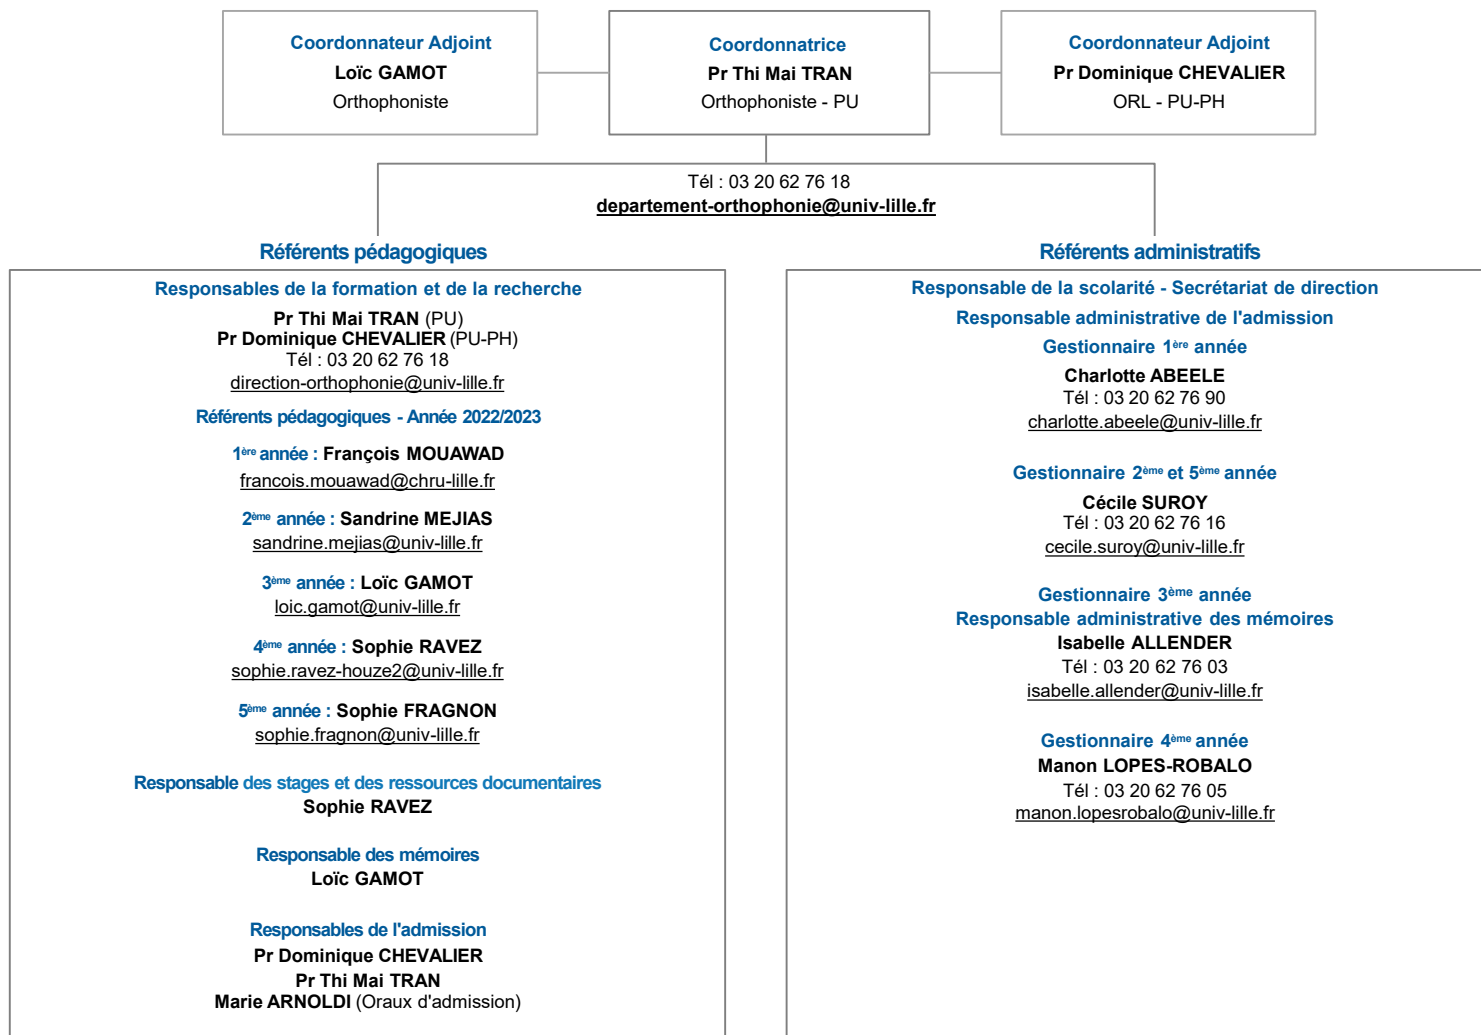 Coordonnateur Adjoint
Loïc GAMOT
Orthophoniste
Coordonnatrice
Pr Thi Mai TRAN
Orthophoniste - PU
Coordonnateur Adjoint
Pr Dominique CHEVALIER
ORL - PU-PH
Tél : 03 20 62 76 18
departement-orthophonie@univ-lille.fr
Référents pédagogiques
Responsables de la formation et de la recherche
Pr Thi Mai TRAN (PU)
Pr Dominique CHEVALIER (PU-PH)
Tél : 03 20 62 76 18
direction-orthophonie@univ-lille.fr
Référents pédagogiques - Année 2022/2023
1ère année : François MOUAWAD
francois.mouawad@chru-lille.fr
2ème année : Sandrine MEJIAS
sandrine.mejias@univ-lille.fr
3ème année : Loïc GAMOT
loic.gamot@univ-lille.fr
4ème année : Sophie RAVEZ
sophie.ravez-houze2@univ-lille.fr
5ème année : Sophie FRAGNON
sophie.fragnon@univ-lille.fr
Responsable des stages et des ressources documentaires
Sophie RAVEZ
Responsable des mémoires
Loïc GAMOT
Responsables de l'admission
Pr Dominique CHEVALIER
Pr Thi Mai TRAN
Marie ARNOLDI (Oraux d'admission)
Référents administratifs
Responsable de la scolarité - Secrétariat de direction
Responsable administrative de l'admission
Gestionnaire 1ère année
Charlotte ABEELE
Tél : 03 20 62 76 90
charlotte.abeele@univ-lille.fr
Gestionnaire 2ème et 5ème année
Cécile SUROY
Tél : 03 20 62 76 16
cecile.suroy@univ-lille.fr
Gestionnaire 3ème année
Responsable administrative des mémoires
Isabelle ALLENDER
Tél : 03 20 62 76 03
isabelle.allender@univ-lille.fr
Gestionnaire 4ème année
Manon LOPES-ROBALO
Tél : 03 20 62 76 05
manon.lopesrobalo@univ-lille.fr